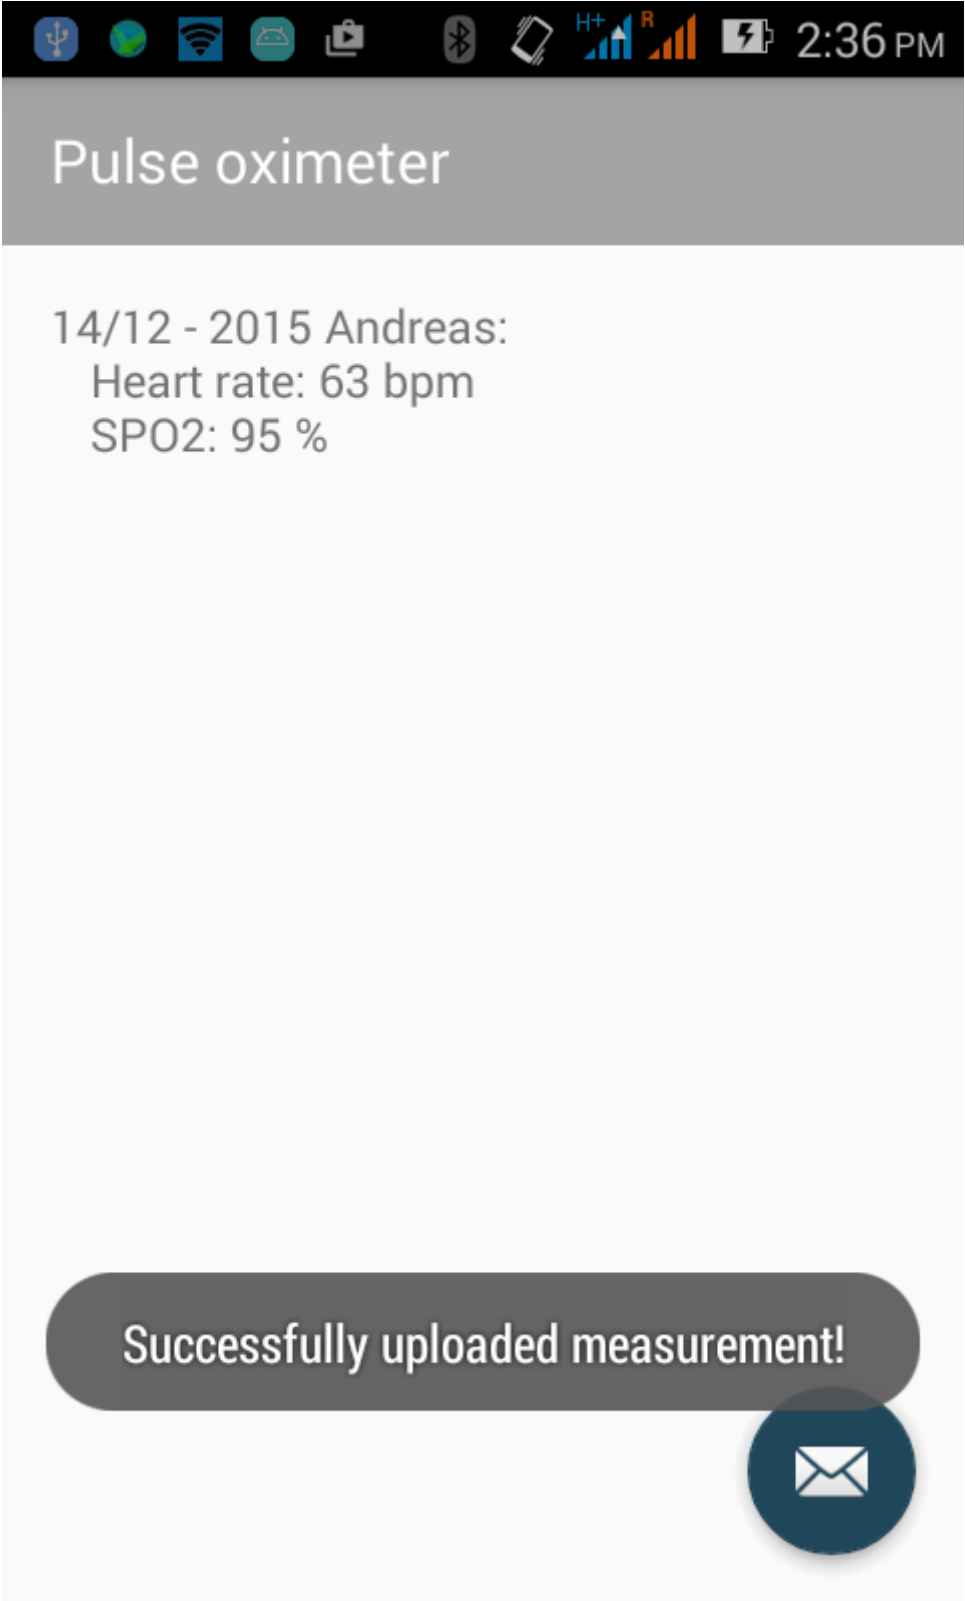 H+ R 2:36 PM
Pulse oximeter
14/12 - 2015 Andreas:
Heart rate: 63 bpm
SPO2: 95 %
Successfully uploaded measurement!